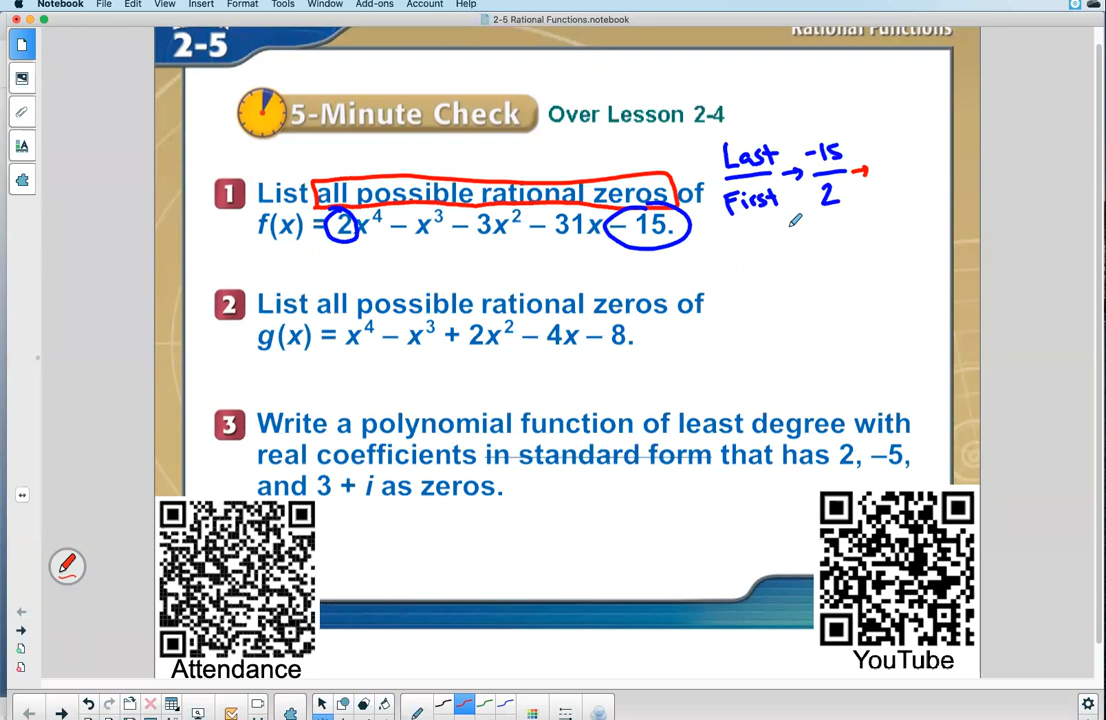 Notebook File Edit View Insert Format Tools Window Add-ons Account Help
2-5 Rational Functions.notebook
2-5
Rational Functions
5-Minute Check Over Lesson 2-4
Last → -15 →
First 2
1 List all possible rational zeros of
f(x) = 2x⁴ – x³ – 3x² – 31x – 15.
2 List all possible rational zeros of
g(x) = x⁴ – x³ + 2x² – 4x – 8.
3 Write a polynomial function of least degree with
real coefficients in standard form that has 2, –5,
and 3 + i as zeros.
Attendance
YouTube